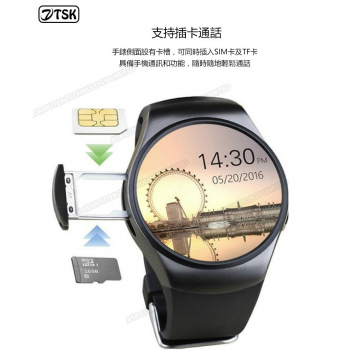 TSK
支持插卡通話
手錶側面設有卡槽，可同時插入SIM卡及TF卡
具備手機通訊和功能，隨時隨地輕鬆通話
14:30 PM
05/20/2016
16GB